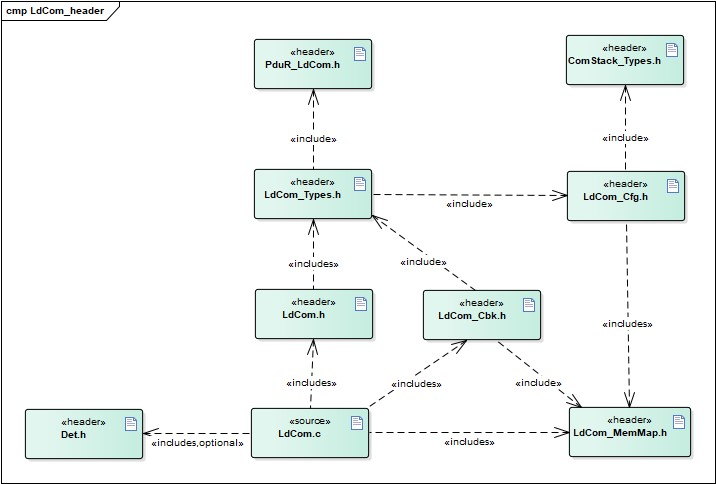 cmp LdCom_header
«header»
PduR_LdCom.h
«header»
ComStack_Types.h
«include»
«include»
«header»
LdCom_Types.h
«include»
«header»
LdCom_Cfg.h
«includes»
«include»
«header»
LdCom.h
«header»
LdCom_Cbk.h
«includes»
«includes»
«includes»
«include»
«header»
Det.h
«includes,optional»
«source»
LdCom.c
«includes»
«header»
LdCom_MemMap.h